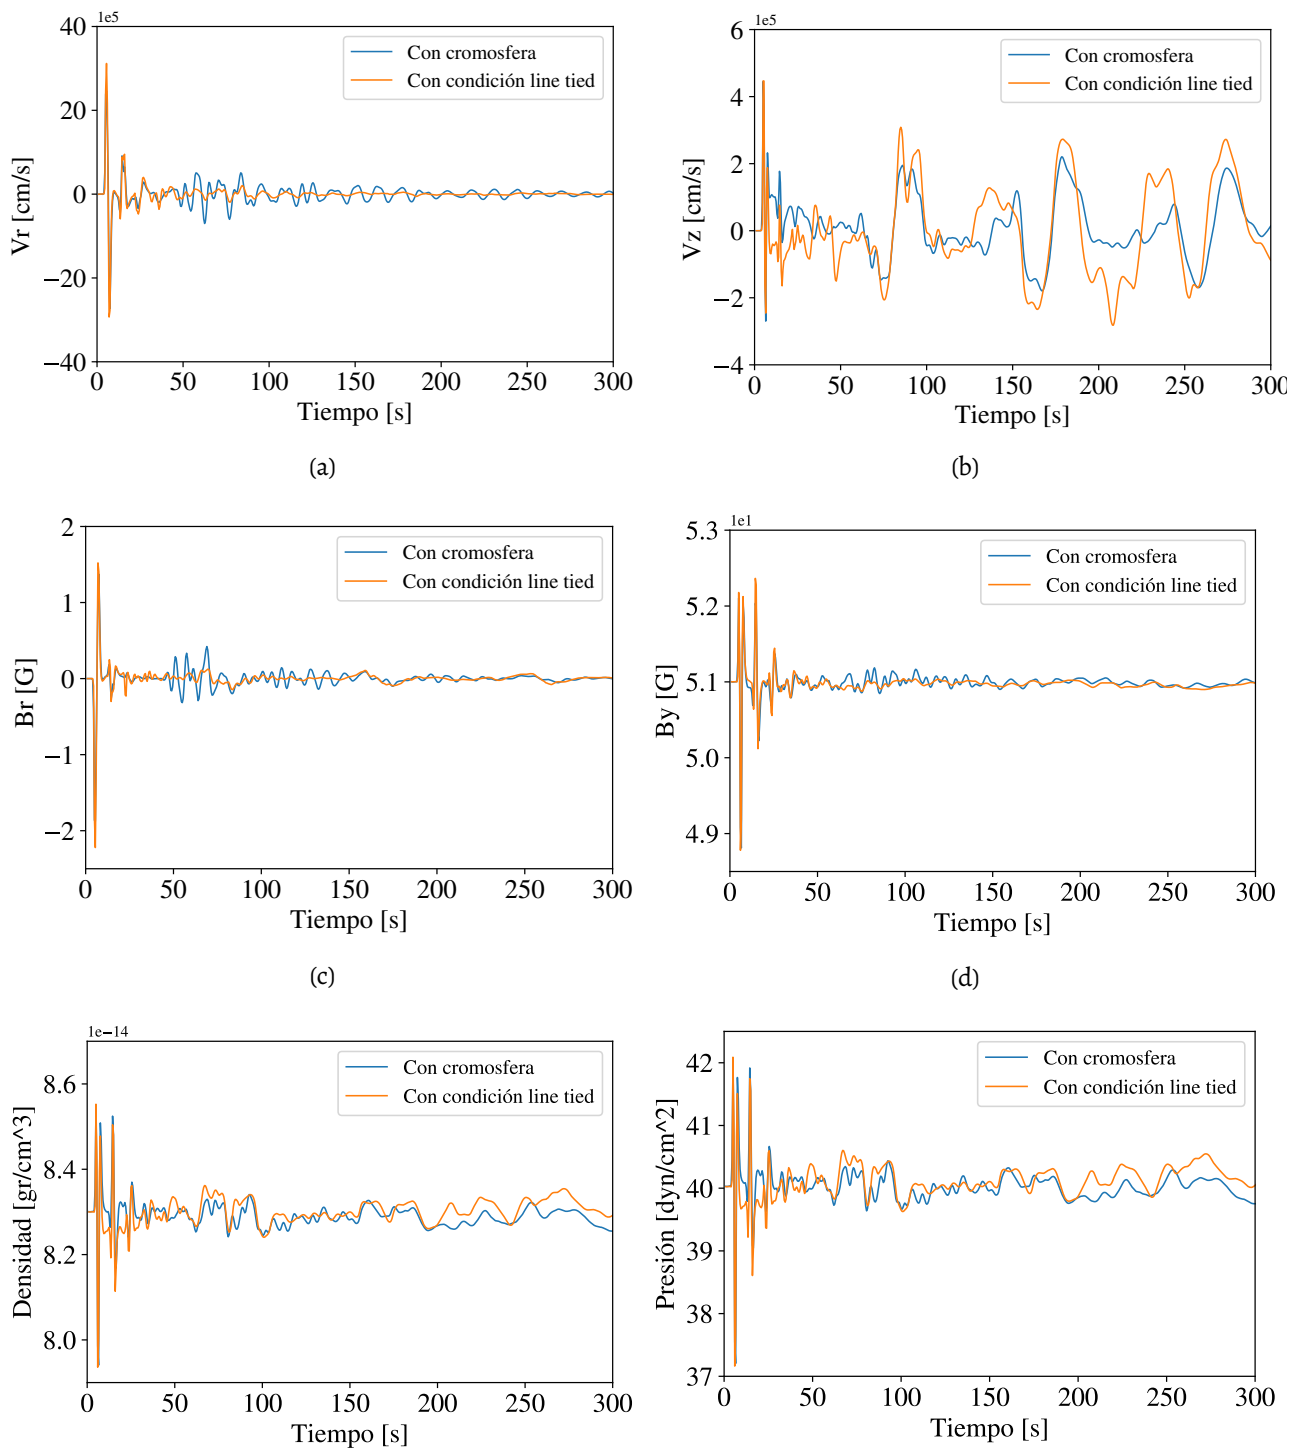 1e5
40
20
0
−20
−40
Vr [cm/s]
Con cromosfera
Con condición line tied
0 50 100 150 200 250 300
Tiempo [s]
(a)
1e5
6
4
2
0
−2
−4
Vz [cm/s]
Con cromosfera
Con condición line tied
0 50 100 150 200 250 300
Tiempo [s]
(b)
2
1
0
−1
−2
Br [G]
Con cromosfera
Con condición line tied
0 50 100 150 200 250 300
Tiempo [s]
(c)
1e1
5.3
5.2
5.1
5.0
4.9
By [G]
Con cromosfera
Con condición line tied
0 50 100 150 200 250 300
Tiempo [s]
(d)
1e−14
8.6
8.4
8.2
8.0
Densidad [gr/cm^3]
Con cromosfera
Con condición line tied
0 50 100 150 200 250 300
Tiempo [s]
42
41
40
39
38
37
Presión [dyn/cm^2]
Con cromosfera
Con condición line tied
0 50 100 150 200 250 300
Tiempo [s]